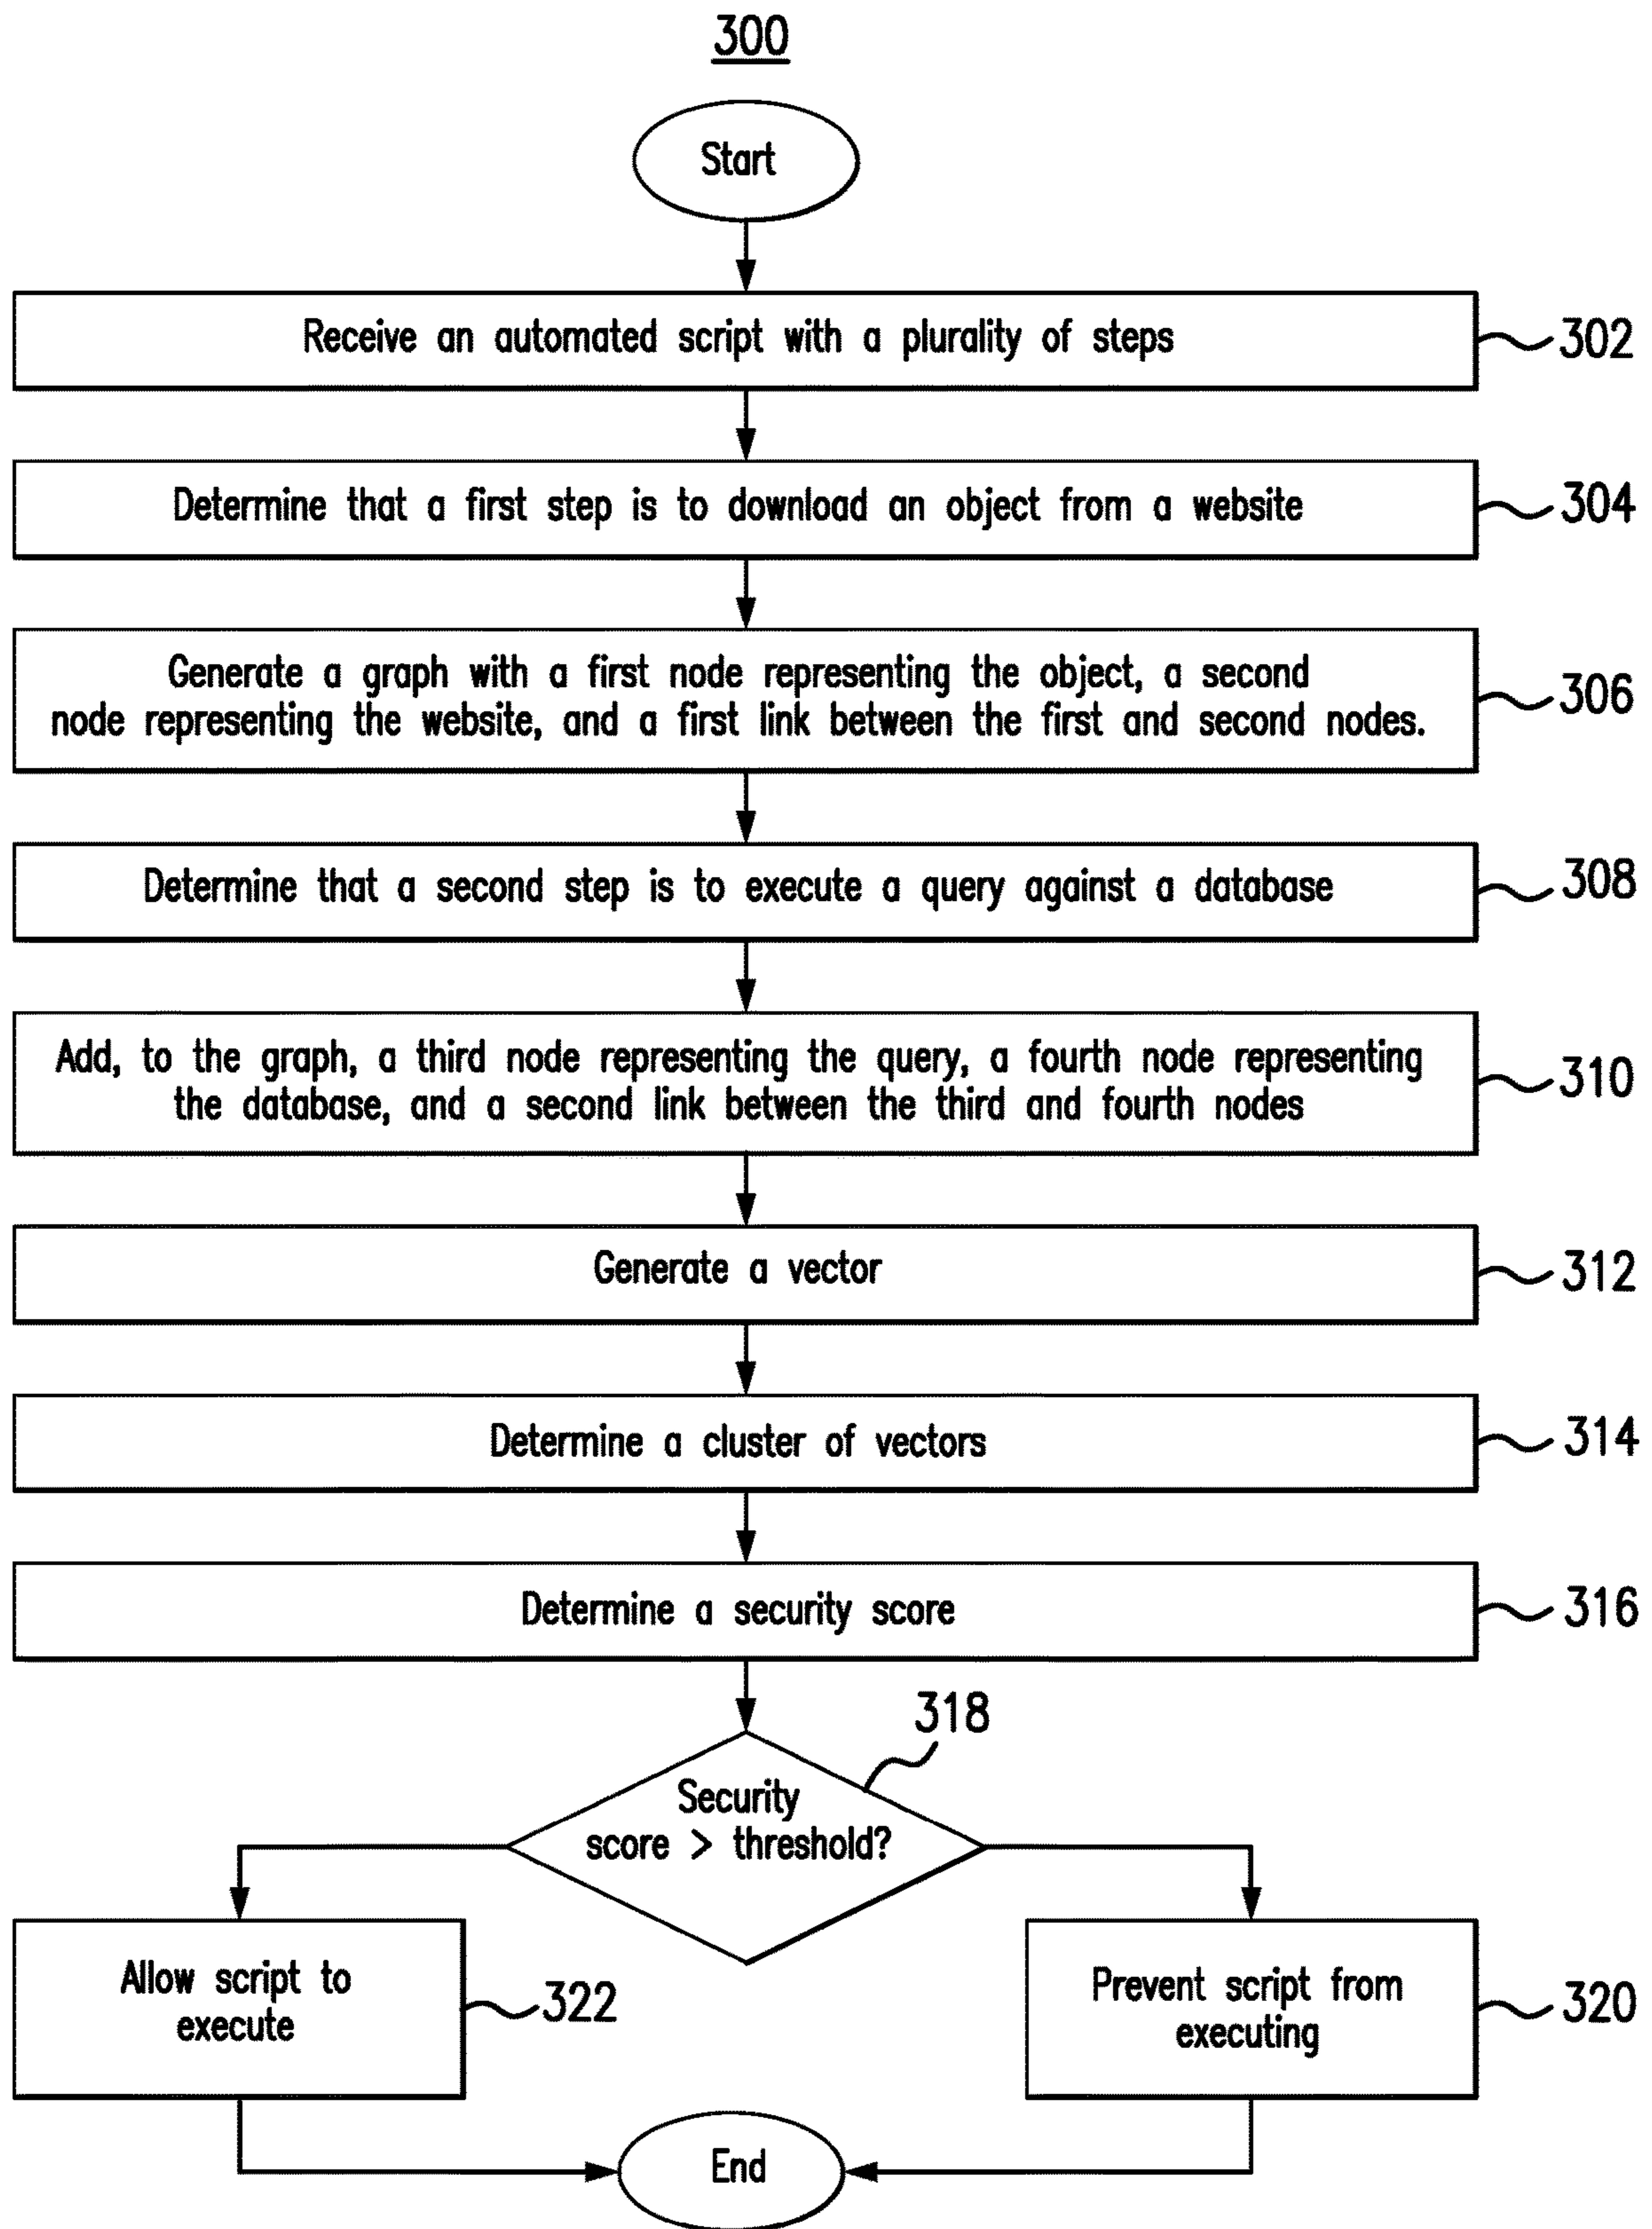 300
Start
Receive an automated script with a plurality of steps
302
Determine that a first step is to download an object from a website
304
Generate a graph with a first node representing the object, a second
node representing the website, and a first link between the first and second nodes.
306
Determine that a second step is to execute a query against a database
308
Add, to the graph, a third node representing the query, a fourth node representing
the database, and a second link between the third and fourth nodes
310
Generate a vector
312
Determine a cluster of vectors
314
Determine a security score
316
318
Security
score > threshold?
Allow script to
execute
322
Prevent script from
executing
320
End